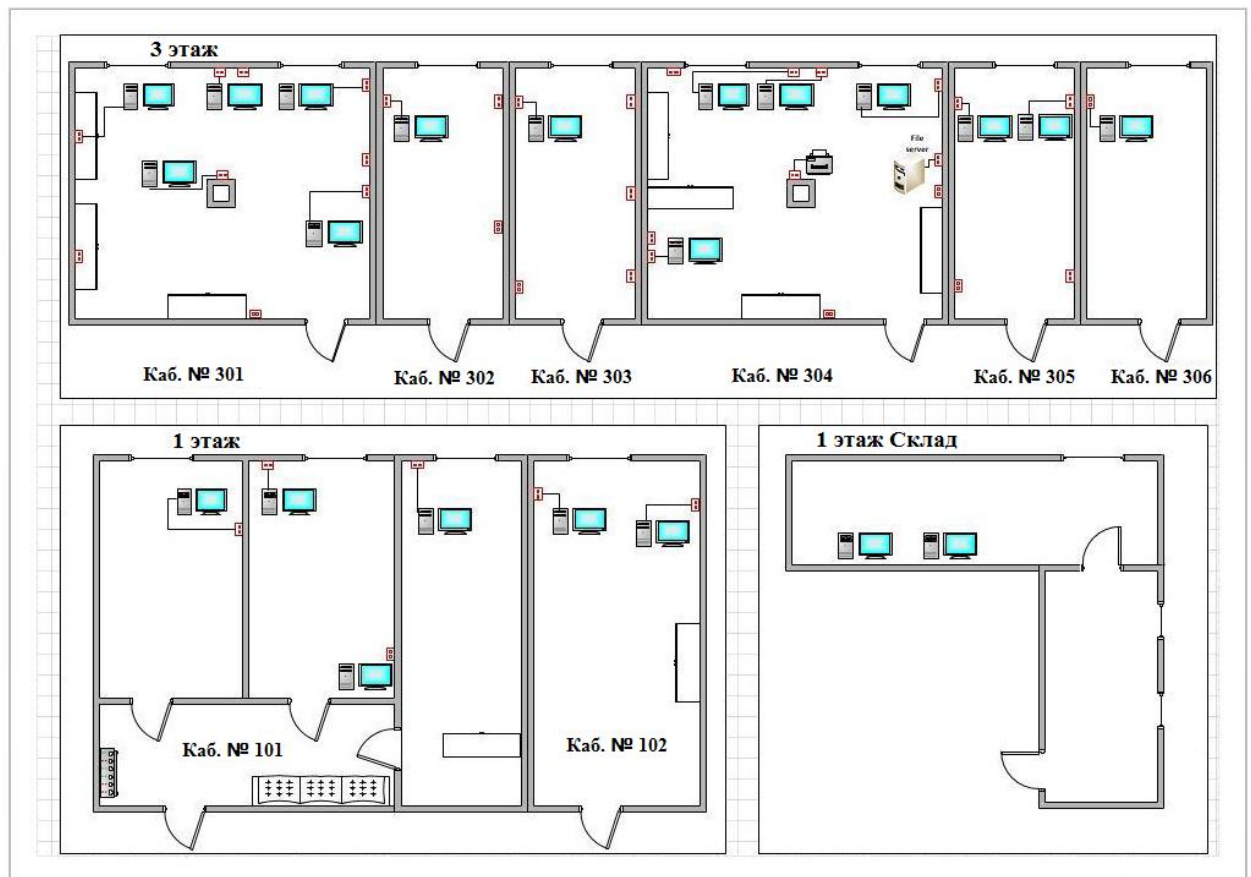 3 этаж
File
server
Каб. № 301
Каб. № 302
Каб. № 303
Каб. № 304
Каб. № 305
Каб. № 306
1 этаж
Каб. № 101
Каб. № 102
1 этаж Склад